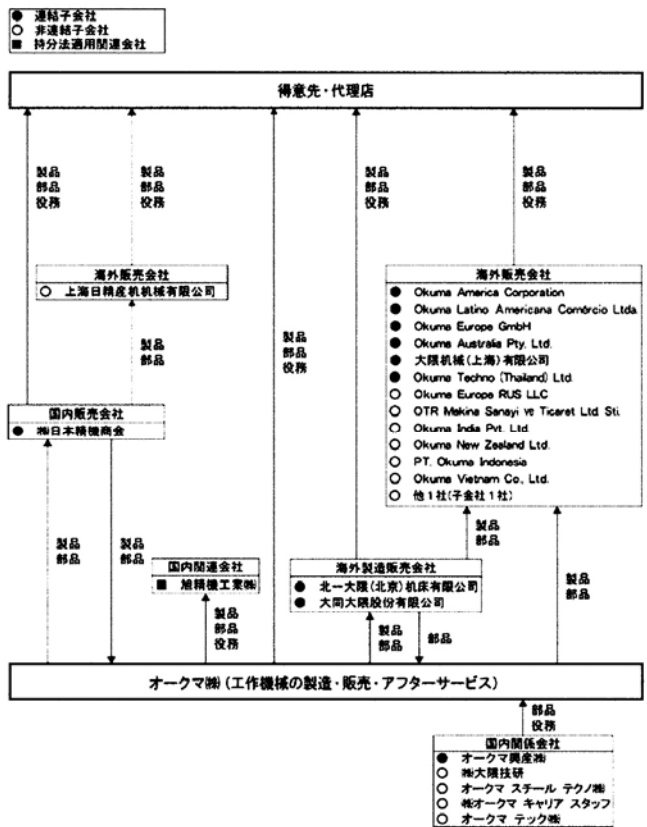 ● 連結子会社
○ 非連結子会社
■ 持分法適用関連会社
得意先・代理店
製品
部品
役務
製品
部品
役務
製品
部品
役務
製品
部品
役務
海外販売会社
○ 上海日精産机机械有限公司
海外販売会社
● Okuma America Corporation
● Okuma Latino Americana Comércio Ltda.
● Okuma Europe GmbH
● Okuma Australia Pty. Ltd.
● 大隈机械(上海)有限公司
● Okuma Techno (Thailand) Ltd.
○ Okuma Europe RUS LLC
○ OTR Makina Sanayi ve Ticaret Ltd. Sti.
○ Okuma India Pvt. Ltd.
○ Okuma New Zealand Ltd.
○ PT. Okuma Indonesia
○ Okuma Vietnam Co., Ltd.
○ 他1社(子会社1社)
製品
部品
製品
部品
役務
国内販売会社
● ㈱日本精機商会
製品
部品
製品
部品
製品
部品
製品
部品
国内関連会社
■ 旭精機工業㈱
海外製造販売会社
● 北一大隈(北京)机床有限公司
● 大同大隈股份有限公司
製品
部品
役務
製品
部品
部品
オークマ㈱(工作機械の製造・販売・アフターサービス)
部品
役務
国内関係会社
● オークマ興産㈱
○ ㈱大隈技研
○ オークマ スチール テクノ㈱
○ ㈱オークマ キャリア スタッフ
○ オークマ テック㈱